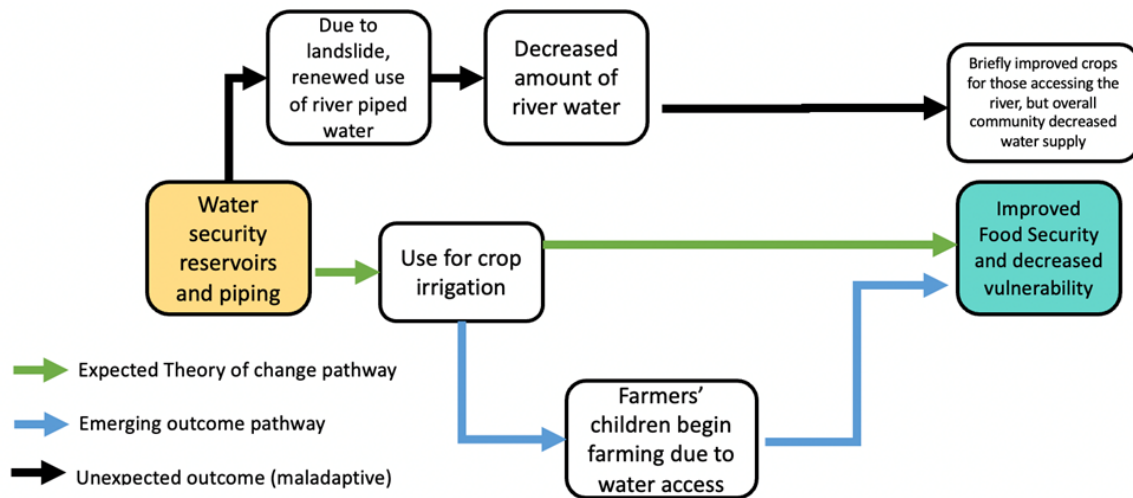 Due to
landslide,
renewed use
of river piped
water
Decreased
amount of
river water
Briefly improved crops
for those accessing the
river, but overall
community decreased
water supply
Water
security
reservoirs
and piping
Use for crop
irrigation
Improved
Food Security
and decreased
vulnerability
Farmers’
children begin
farming due to
water access
Expected Theory of change pathway
Emerging outcome pathway
Unexpected outcome (maladaptive)